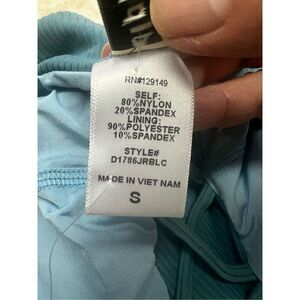 RN#129149
SELF:
80%NYLON
20%SPANDEX
LINING:
90%POLYESTER
10%SPANDEX
STYLE#
D1786JRBLC
MADE IN VIET NAM
S